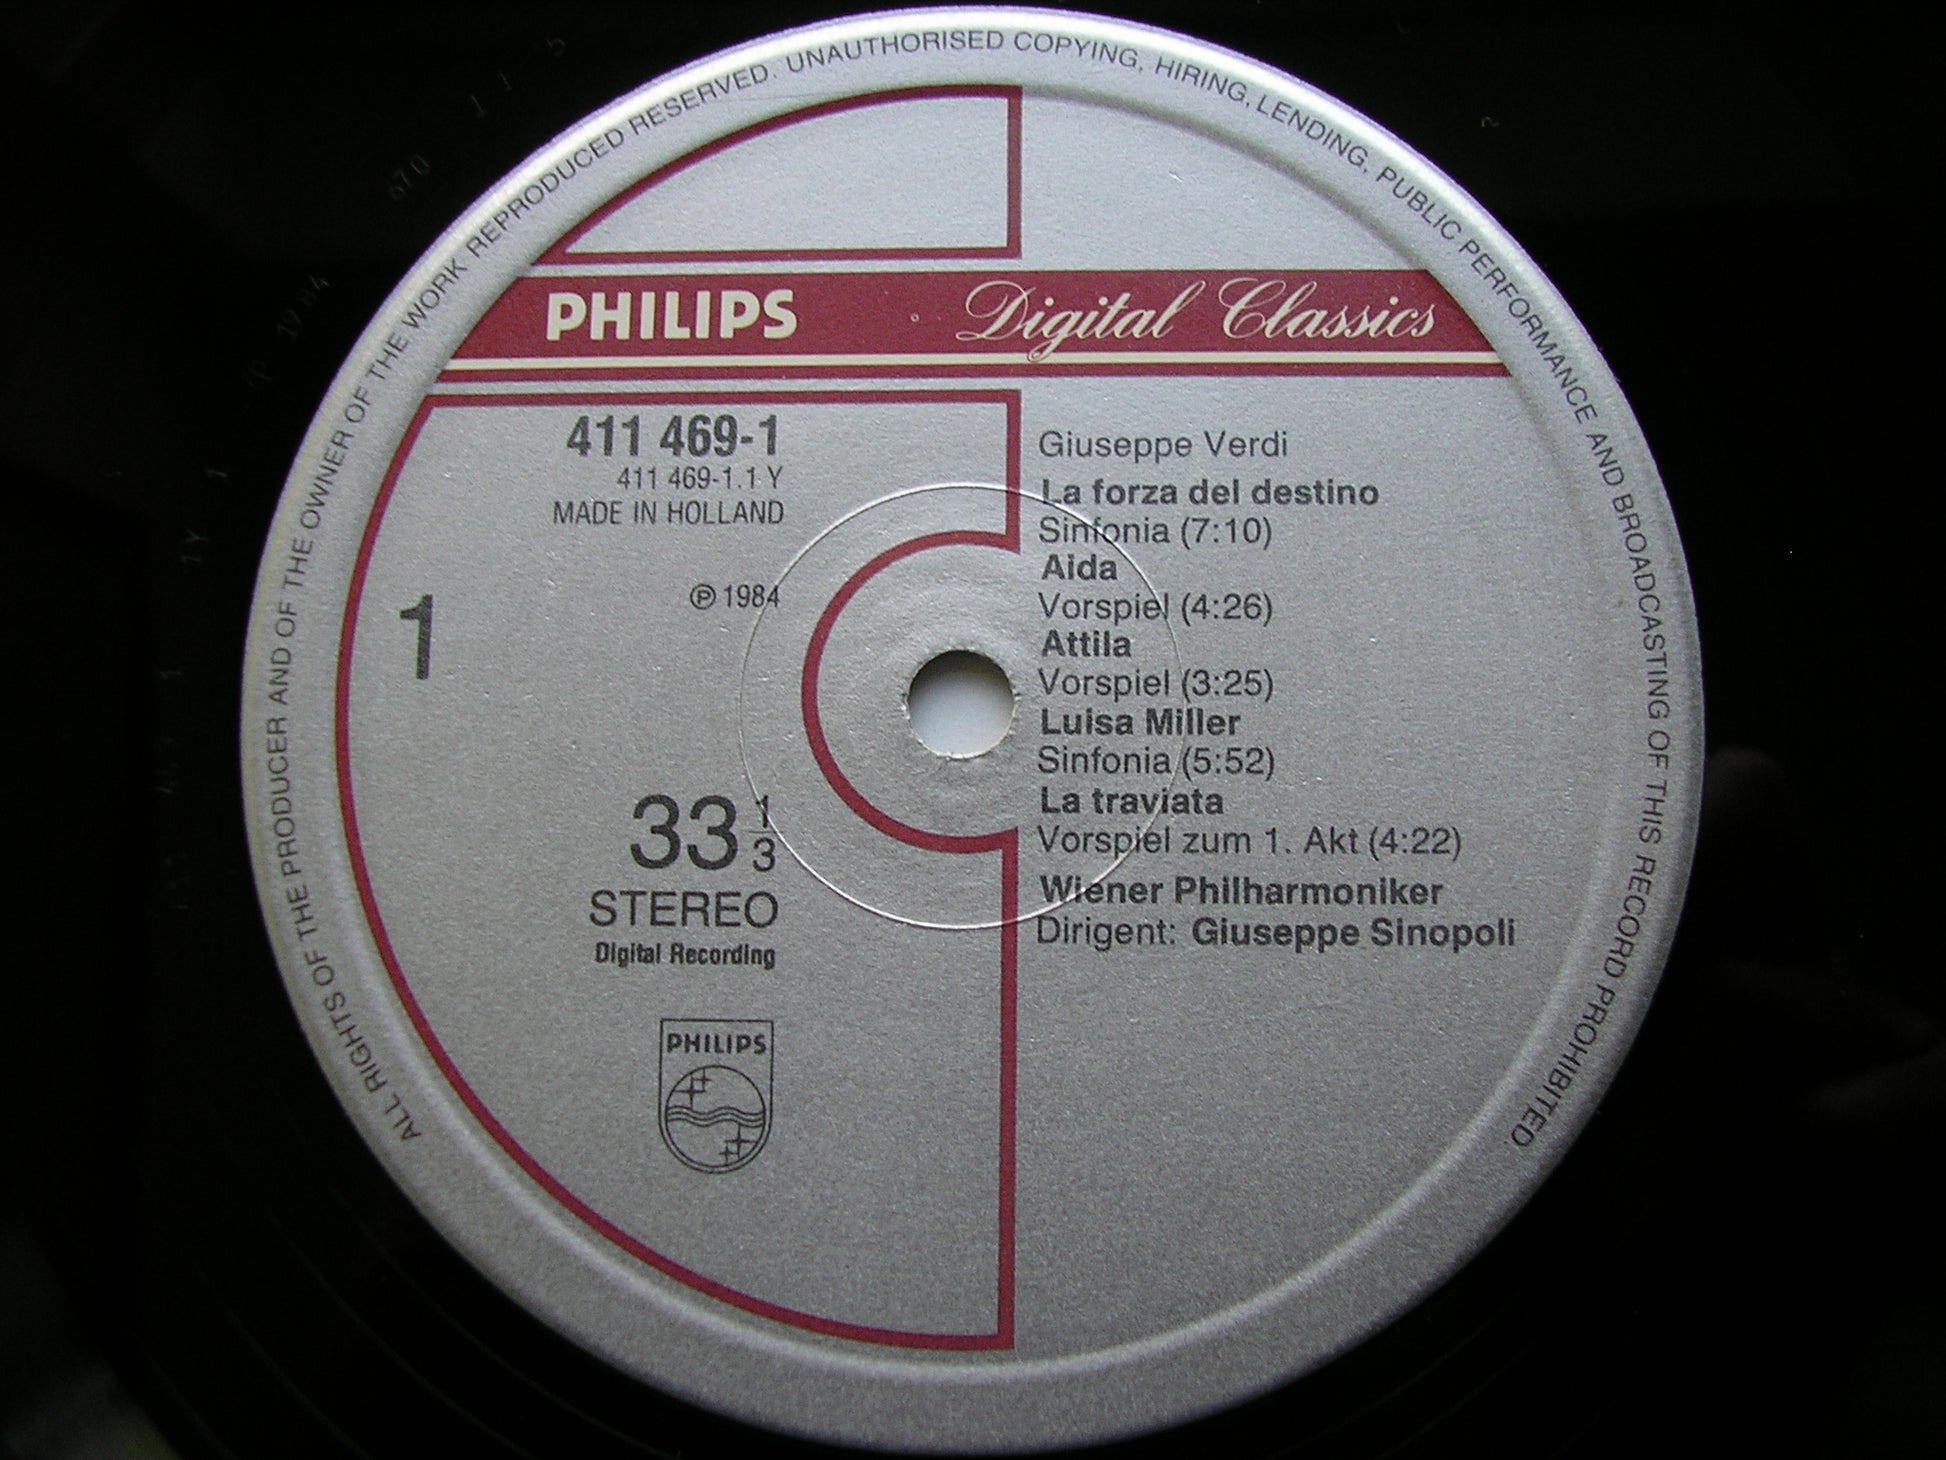 ALL RIGHTS OF THE PRODUCER AND OF THE OWNER OF THE WORK REPRODUCED RESERVED. UNAUTHORISED COPYING, HIRING, LENDING, PUBLIC PERFORMANCE AND BROADCASTING OF THIS RECORD PROHIBITED
PHILIPS Digital Classics
411 469-1
411 469-1.1 Y
MADE IN HOLLAND
℗ 1984
1
33 1/3
STEREO
Digital Recording
PHILIPS
Giuseppe Verdi
La forza del destino
Sinfonia (7:10)
Aida
Vorspiel (4:26)
Attila
Vorspiel (3:25)
Luisa Miller
Sinfonia (5:52)
La traviata
Vorspiel zum 1. Akt (4:22)
Wiener Philharmoniker
Dirigent: Giuseppe Sinopoli
℗ 1984
670